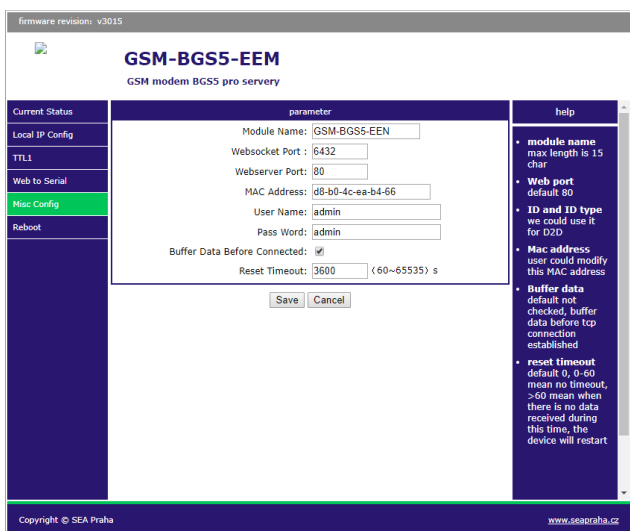 firmware revision: v3015
GSM-BGS5-EEM
GSM modem BGS5 pro servery
Current Status
Local IP Config
TTL1
Web to Serial
Misc Config
Reboot
parameter
Module Name: GSM-BGS5-EEN
Websocket Port : 6432
Webserver Port: 80
MAC Address: d8-b0-4c-ea-b4-66
User Name: admin
Pass Word: admin
Buffer Data Before Connected:
Reset Timeout: 3600 (60~65535) s
Save Cancel
help
• module name
max length is 15
char
• Web port
default 80
• ID and ID type
we could use it
for D2D
• Mac address
user could modify
this MAC address
• Buffer data
default not
checked, buffer
data before tcp
connection
established
• reset timeout
default 0, 0-60
mean no timeout,
>60 mean when
there is no data
received during
this time, the
device will restart
Copyright © SEA Praha
www.seapraha.cz